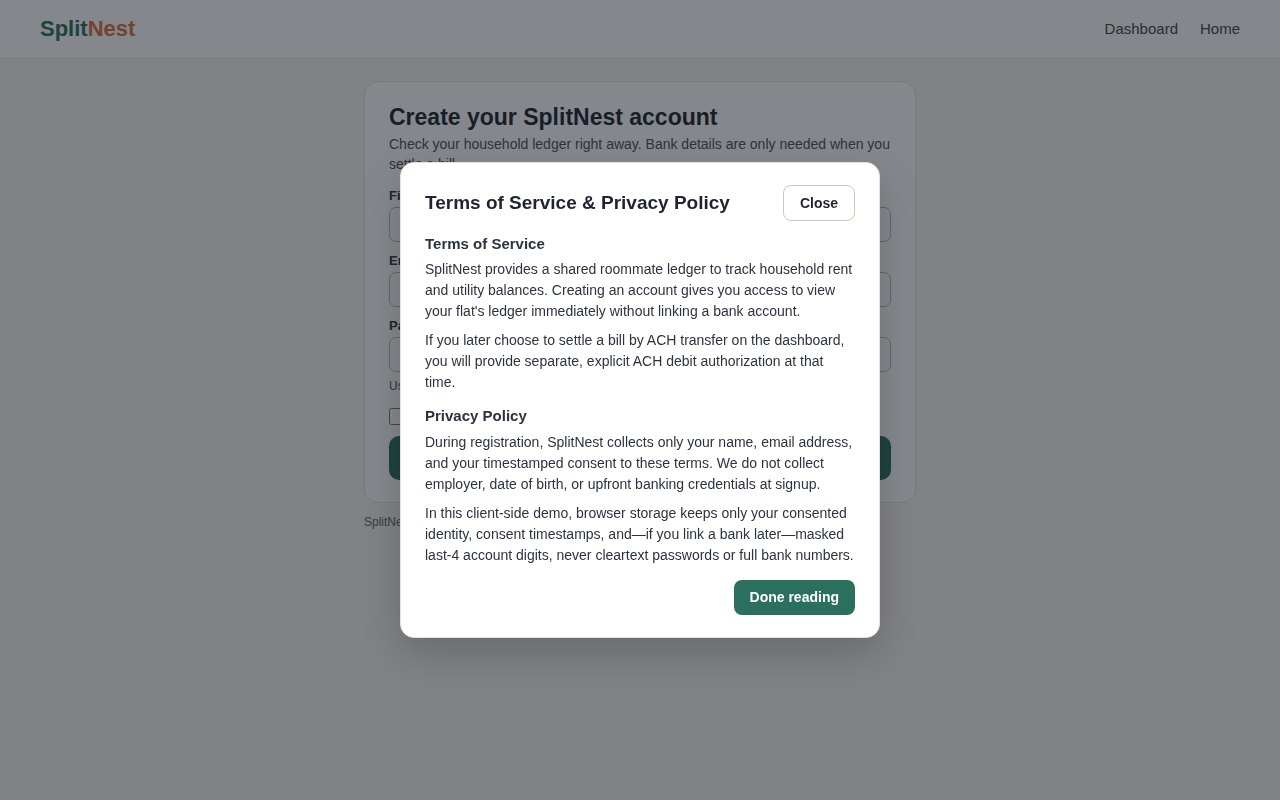 SplitNest
Dashboard Home
Create your SplitNest account
Check your household ledger right away. Bank details are only needed when you
Terms of Service & Privacy Policy
Close
Terms of Service
SplitNest provides a shared roommate ledger to track household rent
and utility balances. Creating an account gives you access to view
your flat's ledger immediately without linking a bank account.
If you later choose to settle a bill by ACH transfer on the dashboard,
you will provide separate, explicit ACH debit authorization at that
time.
Privacy Policy
During registration, SplitNest collects only your name, email address,
and your timestamped consent to these terms. We do not collect
employer, date of birth, or upfront banking credentials at signup.
In this client-side demo, browser storage keeps only your consented
identity, consent timestamps, and—if you link a bank later—masked
last-4 account digits, never cleartext passwords or full bank numbers.
Done reading